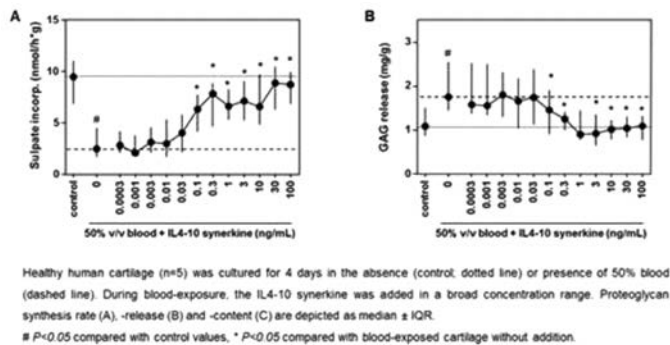 A
B
Sulpate incorp. (nmol/h*g)
15
10
5
0
#
* * * * * * *
control
0
0.0003
0.001
0.003
0.01
0.03
0.1
0.3
1
3
10
30
100
50% v/v blood + IL4-10 synerkine (ng/mL)
GAG release (mg/g)
3
2
1
0
#
* * * * * *
control
0
0.0003
0.001
0.003
0.01
0.03
0.1
0.3
1
3
10
30
100
50% v/v blood + IL4-10 synerkine (ng/mL)
Healthy human cartilage (n=5) was cultured for 4 days in the absence (control; dotted line) or presence of 50% blood
(dashed line). During blood-exposure, the IL4-10 synerkine was added in a broad concentration range. Proteoglycan
synthesis rate (A), -release (B) and -content (C) are depicted as median ± IQR.
# P<0.05 compared with control values, * P<0.05 compared with blood-exposed cartilage without addition.